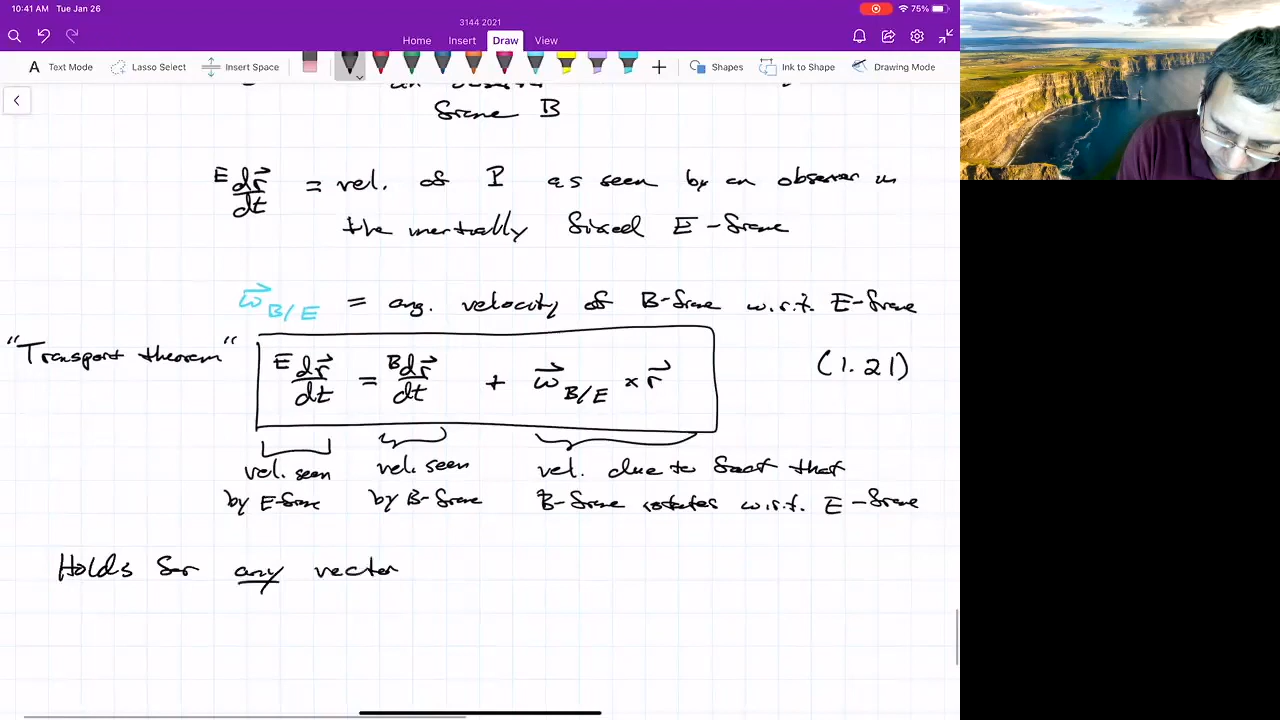 10:41 AM Tue Jan 26
75%
3144 2021
Home Insert Draw View
Text Mode Lasso Select Insert Space Shapes Ink to Shape Drawing Mode
an
frame B
E dr⃗/dt = vel. of P as seen by an observer in
the inertially fixed E-frame
ω⃗ B/E = ang. velocity of B-frame w.r.t. E-frame
"Transport theorem" E dr⃗/dt = B dr⃗/dt + ω⃗ B/E × r⃗ (1.21)
vel. seen vel. seen vel. due to fact that
by E-frame by B-frame B-frame rotates w.r.t. E-frame
Holds for any vector